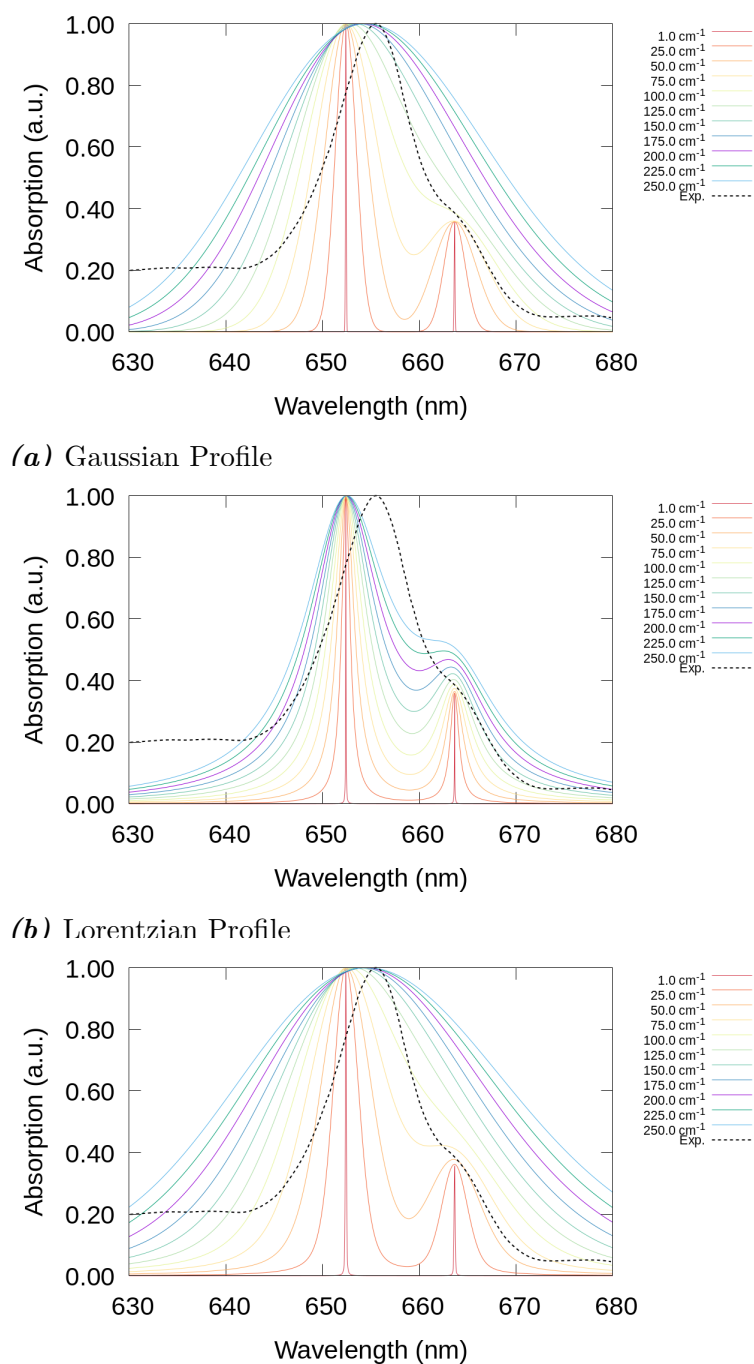 1.00
0.80
0.60
0.40
0.20
0.00
Absorption (a.u.)
630 640 650 660 670 680
Wavelength (nm)
1.0 cm-1
25.0 cm-1
50.0 cm-1
75.0 cm-1
100.0 cm-1
125.0 cm-1
150.0 cm-1
175.0 cm-1
200.0 cm-1
225.0 cm-1
250.0 cm-1
Exp.
(a) Gaussian Profile
1.00
0.80
0.60
0.40
0.20
0.00
Absorption (a.u.)
630 640 650 660 670 680
Wavelength (nm)
1.0 cm-1
25.0 cm-1
50.0 cm-1
75.0 cm-1
100.0 cm-1
125.0 cm-1
150.0 cm-1
175.0 cm-1
200.0 cm-1
225.0 cm-1
250.0 cm-1
Exp.
(b) Lorentzian Profile
1.00
0.80
0.60
0.40
0.20
0.00
Absorption (a.u.)
630 640 650 660 670 680
Wavelength (nm)
1.0 cm-1
25.0 cm-1
50.0 cm-1
75.0 cm-1
100.0 cm-1
125.0 cm-1
150.0 cm-1
175.0 cm-1
200.0 cm-1
225.0 cm-1
250.0 cm-1
Exp.